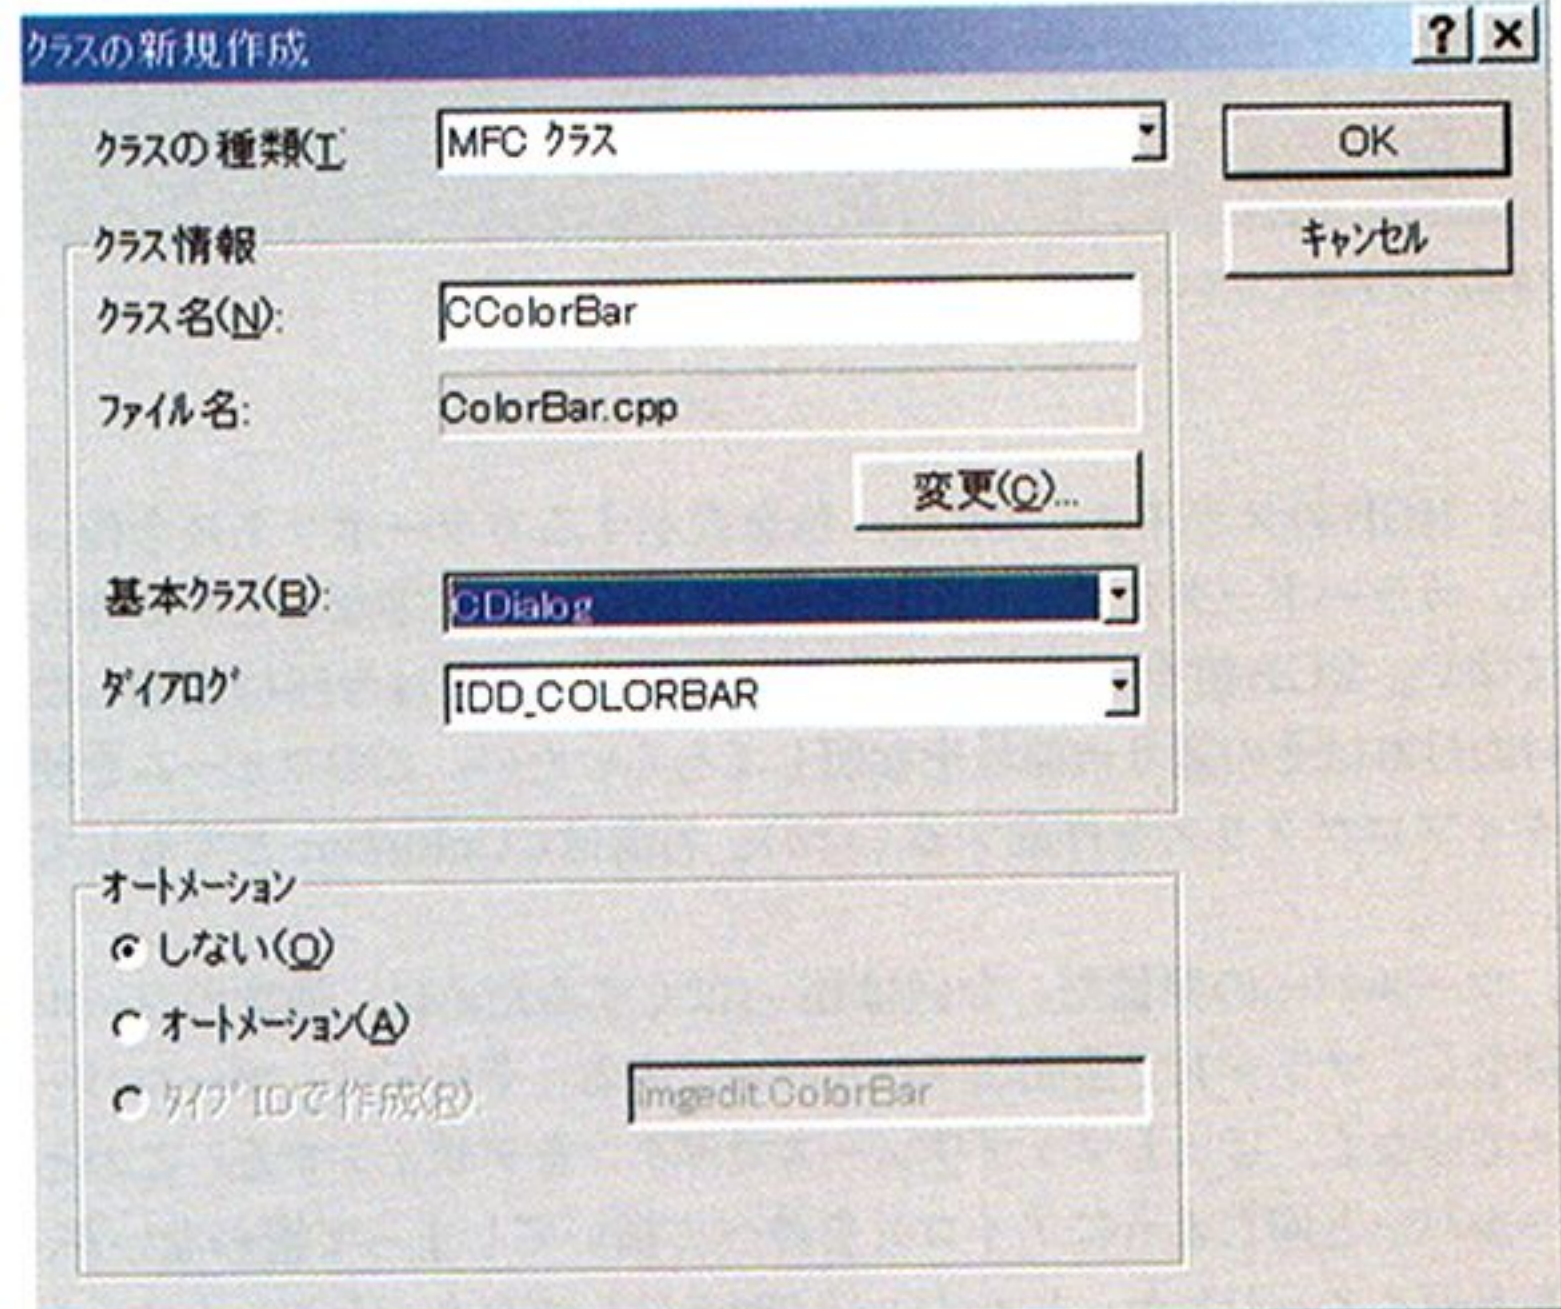 クラスの新規作成
クラスの種類(T MFC クラス OK
キャンセル
クラス情報
クラス名(N): CColorBar
ファイル名: ColorBar.cpp
変更(C)...
基本クラス(B): CDialog
ダイアログ IDD_COLORBAR
オートメーション
しない(O)
オートメーション(A)
タイプ IDで作成(R) imgedit.ColorBar